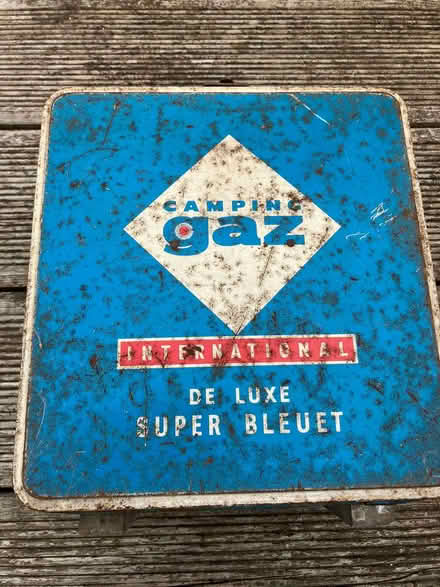 CAMPING
gaz
INTERNATIONAL
DE LUXE
SUPER BLEUET